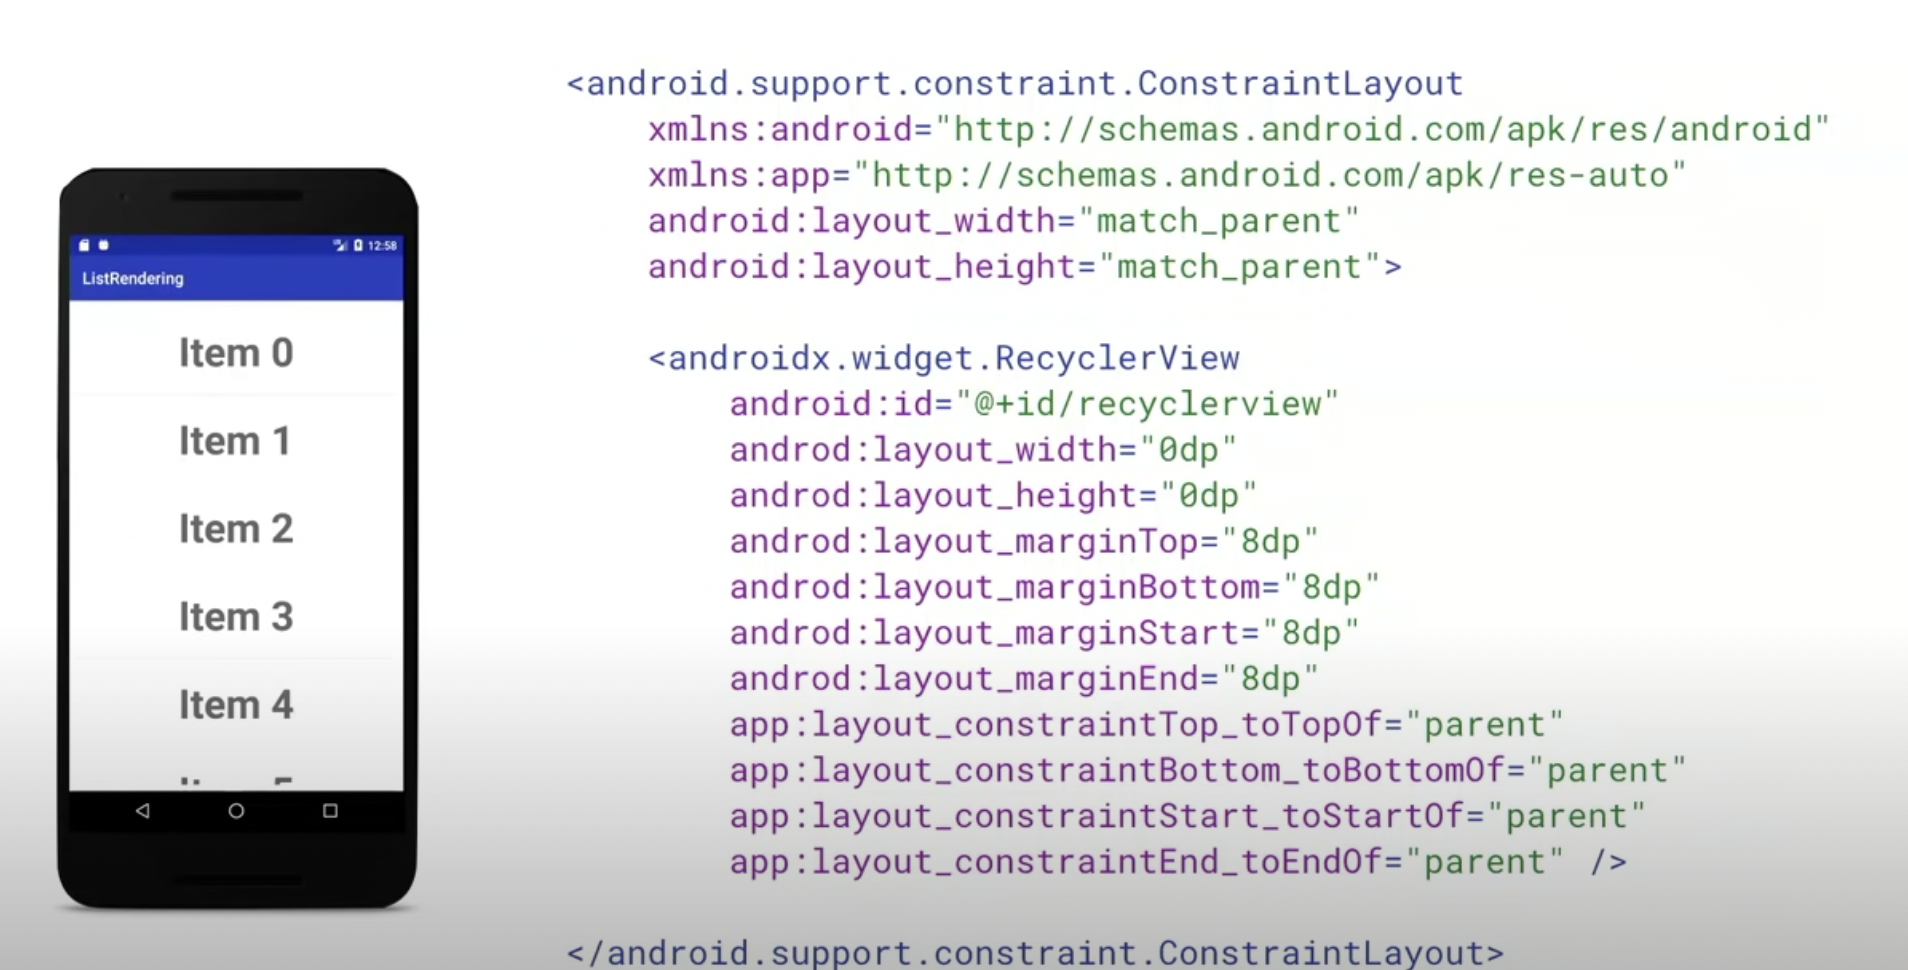 12:58
ListRendering
Item 0
Item 1
Item 2
Item 3
Item 4
<android.support.constraint.ConstraintLayout
xmlns:android="http://schemas.android.com/apk/res/android"
xmlns:app="http://schemas.android.com/apk/res-auto"
android:layout_width="match_parent"
android:layout_height="match_parent">
<androidx.widget.RecyclerView
android:id="@+id/recyclerview"
androd:layout_width="0dp"
androd:layout_height="0dp"
androd:layout_marginTop="8dp"
androd:layout_marginBottom="8dp"
androd:layout_marginStart="8dp"
androd:layout_marginEnd="8dp"
app:layout_constraintTop_toTopOf="parent"
app:layout_constraintBottom_toBottomOf="parent"
app:layout_constraintStart_toStartOf="parent"
app:layout_constraintEnd_toEndOf="parent" />
</android.support.constraint.ConstraintLayout>